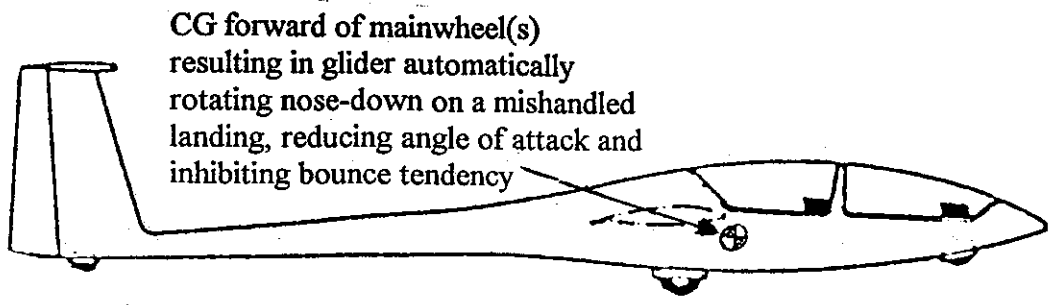 CG forward of mainwheel(s)
resulting in glider automatically
rotating nose-down on a mishandled
landing, reducing angle of attack and
inhibiting bounce tendency